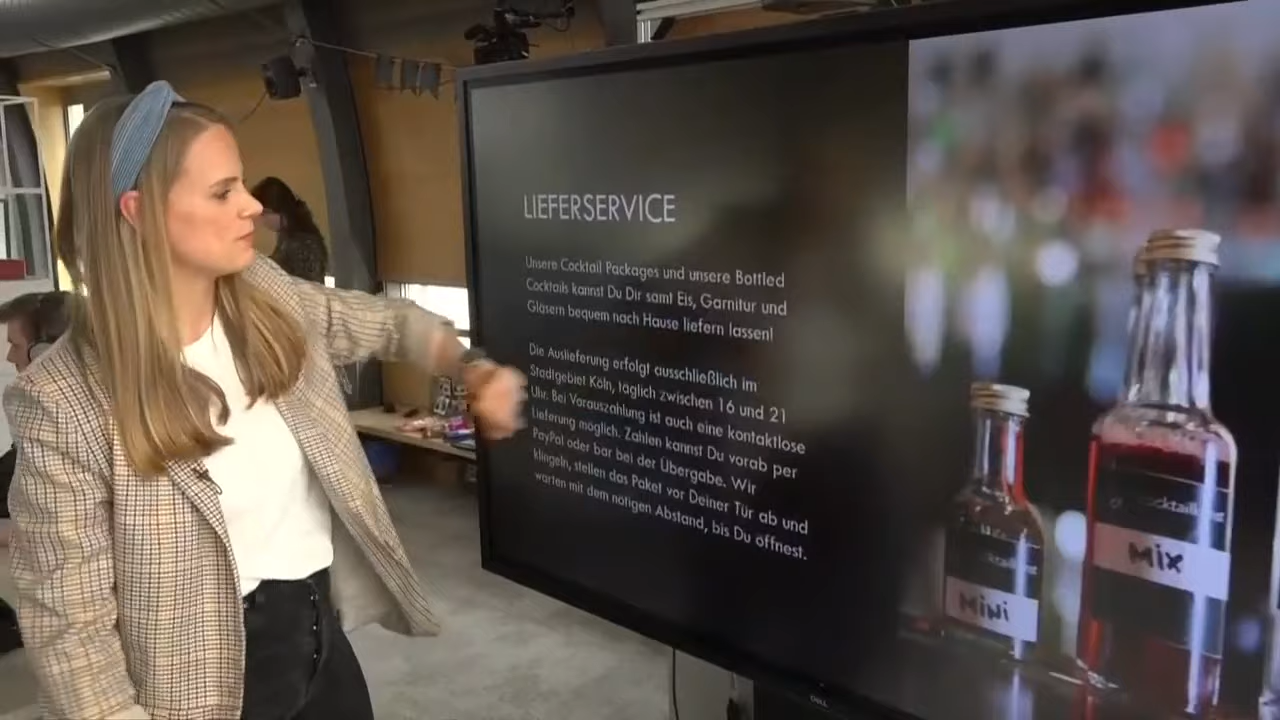 LIEFERSERVICE
Unsere Cocktail Packages und unsere Bottled
Cocktails kannst Du Dir samt Eis, Garnitur und
Gläsern bequem nach Hause liefern lassen!
Die Auslieferung erfolgt ausschließlich im
Stadtgebiet Köln, täglich zwischen 16 und 21
Uhr. Bei Vorauszahlung ist auch eine kontaktlose
Lieferung möglich. Zahlen kannst Du vorab per
PayPal oder bar bei der Übergabe. Wir
klingeln, stellen das Paket vor Deiner Tür ab und
warten mit dem nötigen Abstand, bis Du öffnest.
MiNi
MiX
DELL